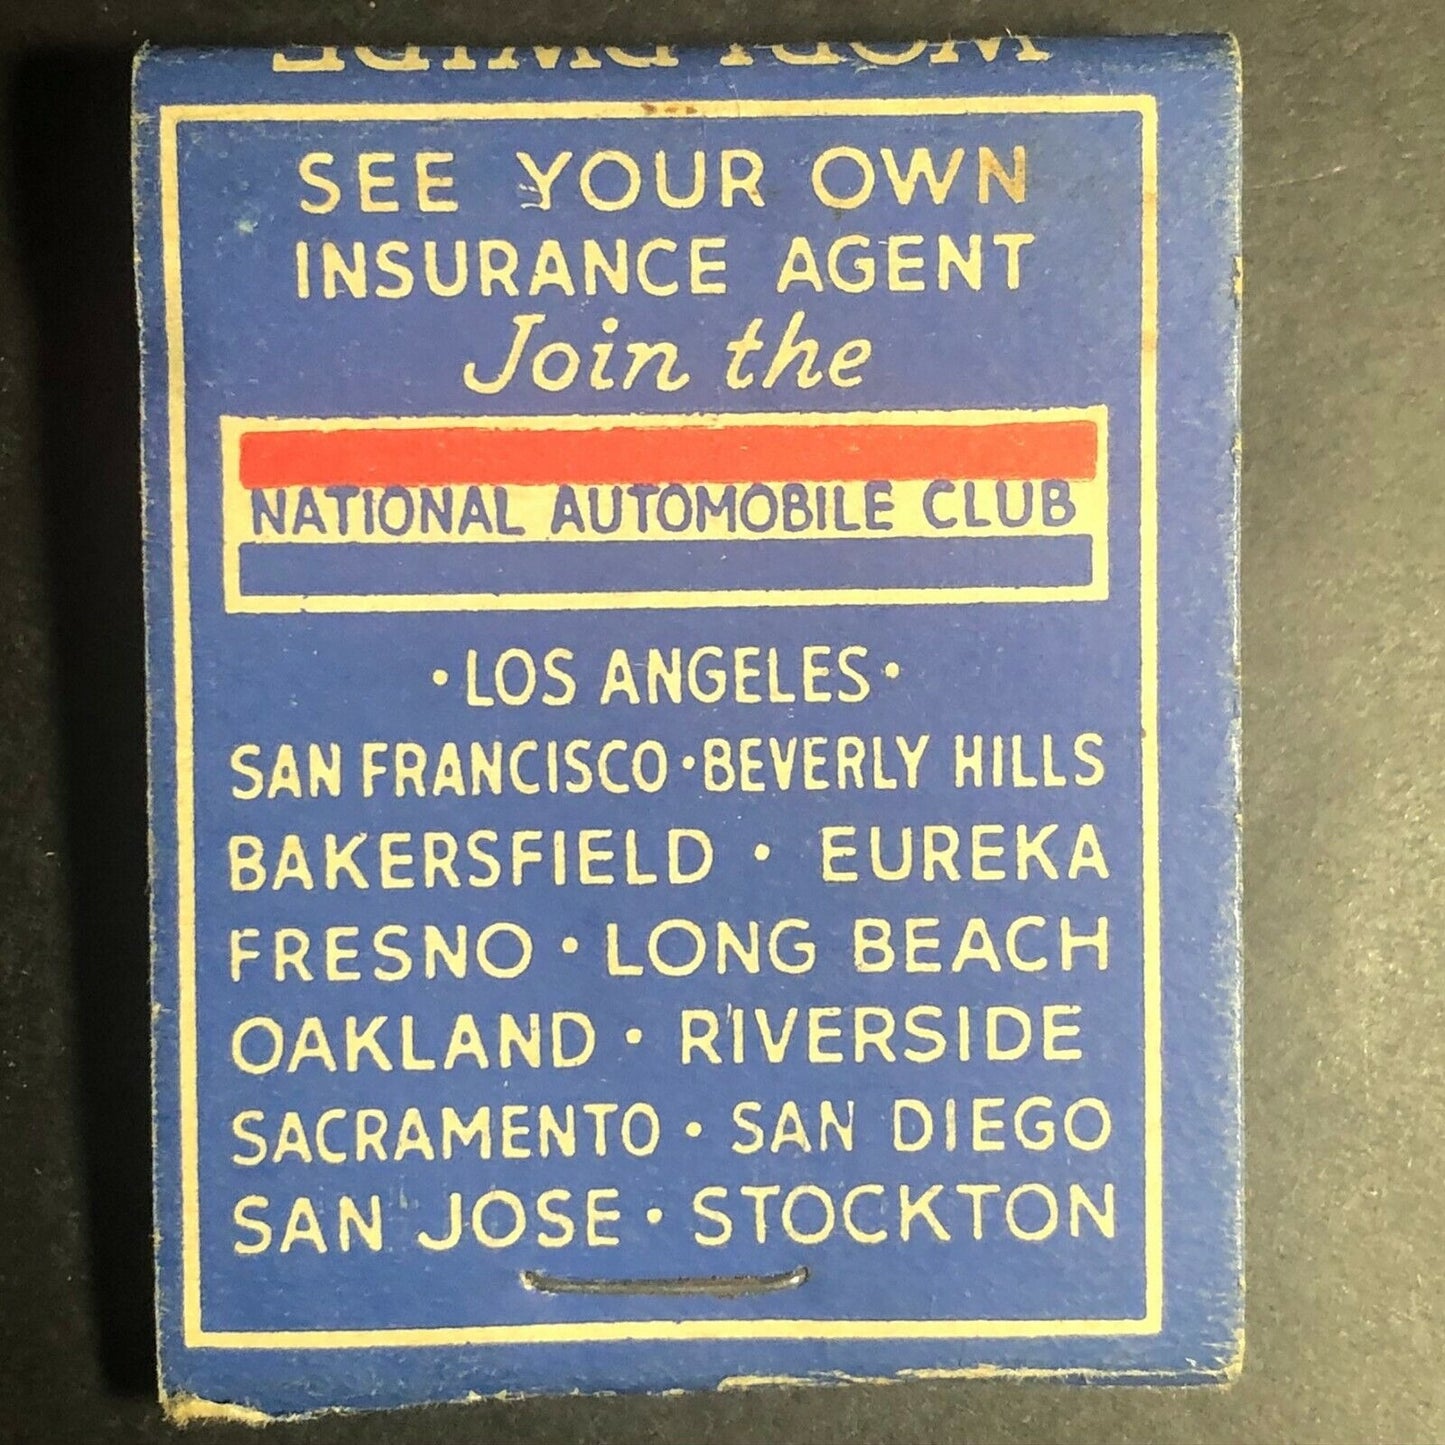 WORLDWIDE
SEE YOUR OWN
INSURANCE AGENT
Join the
NATIONAL AUTOMOBILE CLUB
· LOS ANGELES ·
SAN FRANCISCO · BEVERLY HILLS
BAKERSFIELD · EUREKA
FRESNO · LONG BEACH
OAKLAND · RIVERSIDE
SACRAMENTO · SAN DIEGO
SAN JOSE · STOCKTON